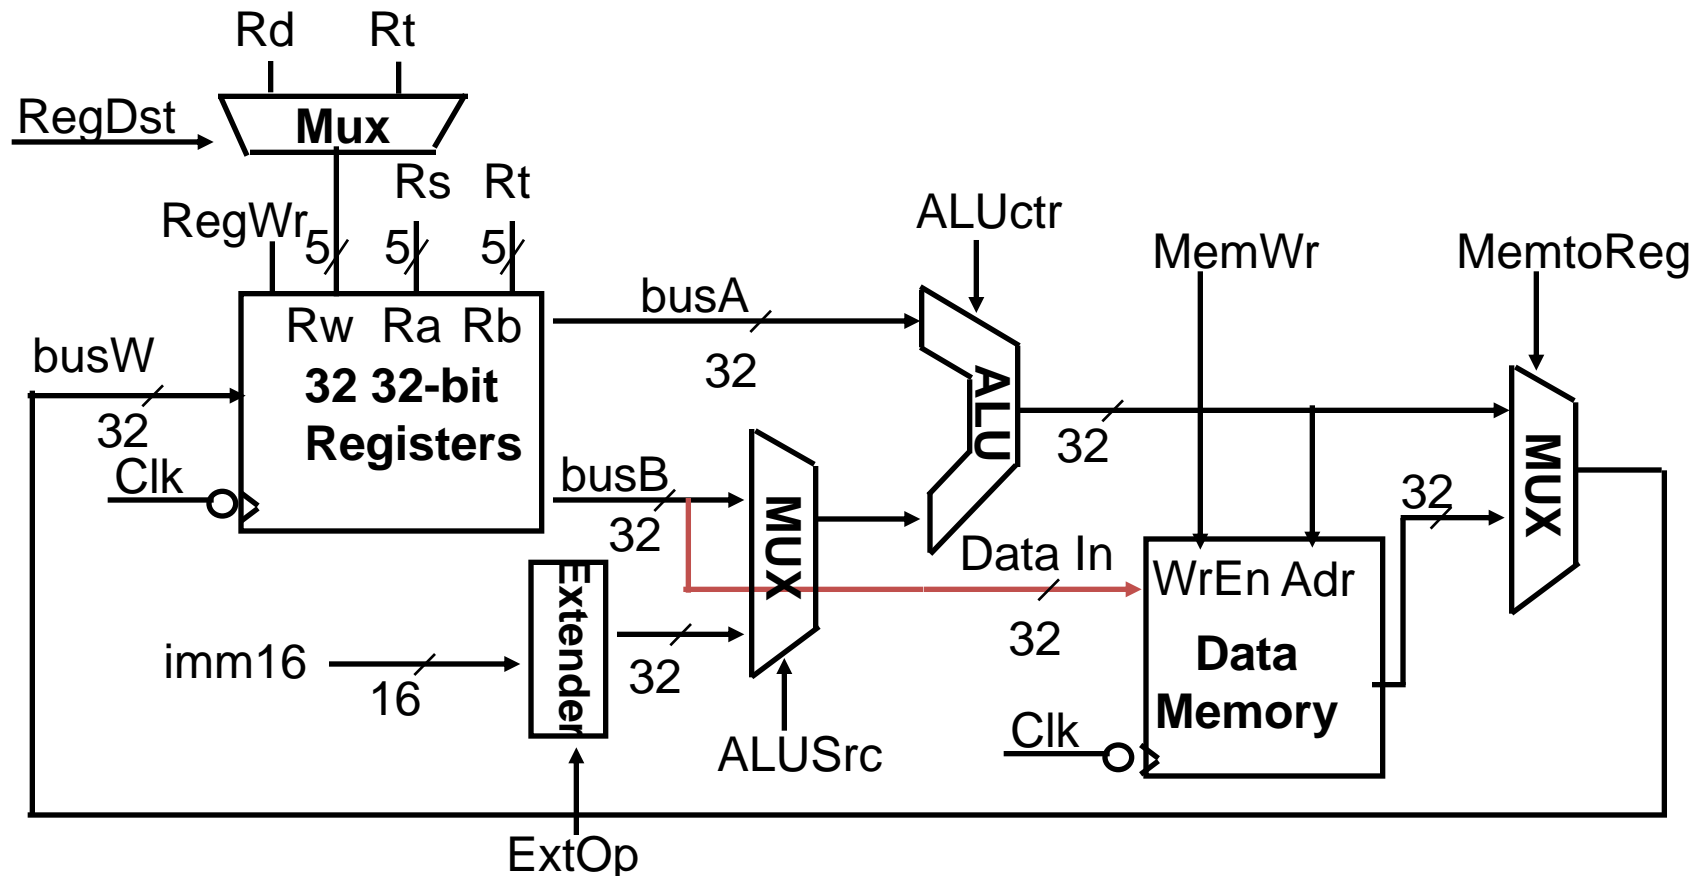 Rd Rt
RegDst
Mux
Rs Rt
RegWr
5 5 5
ALUctr
MemWr
MemtoReg
busA
32
Rw Ra Rb
32 32-bit
Registers
busW
32
Clk
ALU
32
busB
32
MUX
Data In
32
WrEn Adr
Data
Memory
Clk
32
MUX
imm16
16
Extender
32
ALUSrc
ExtOp